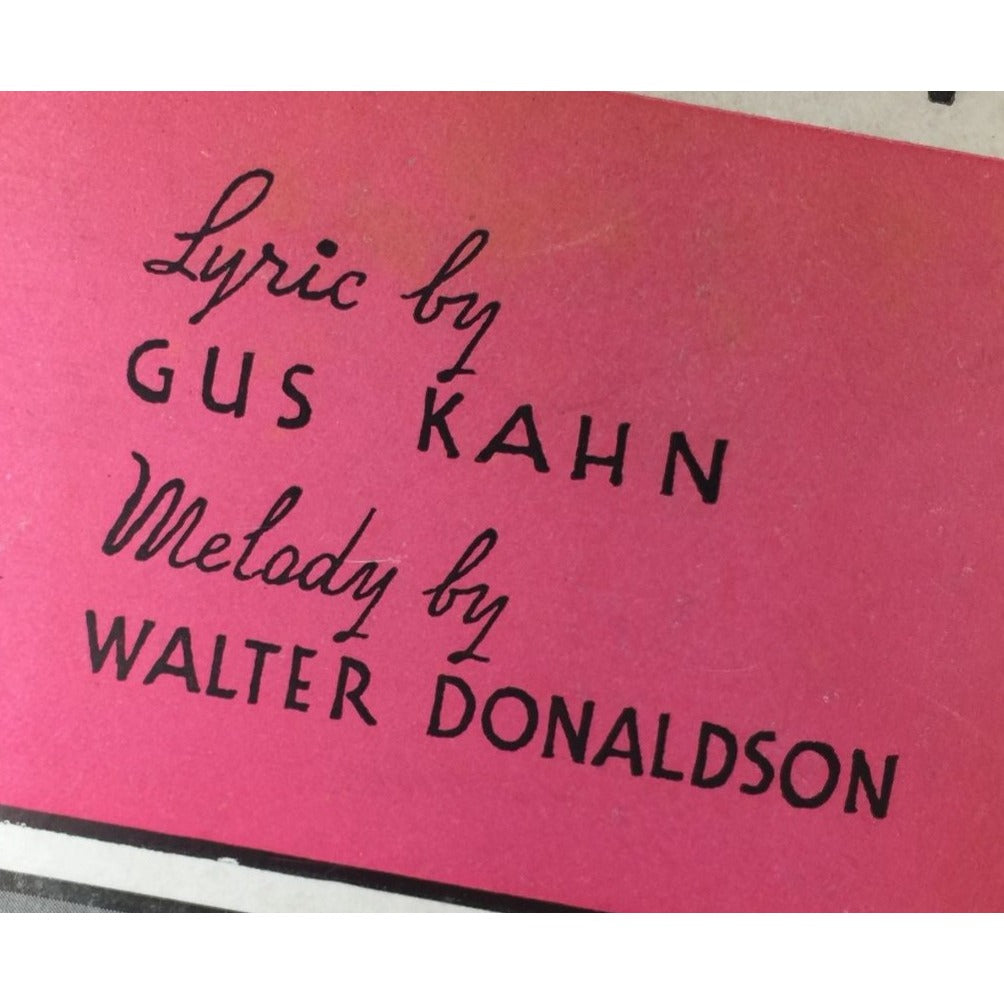 Lyric by
GUS KAHN
Melody by
WALTER DONALDSON